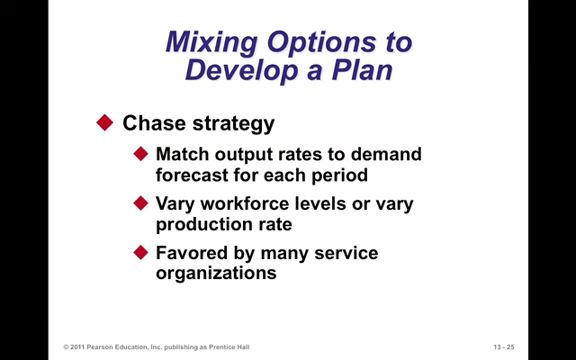 Mixing Options to
Develop a Plan
Chase strategy
Match output rates to demand
forecast for each period
Vary workforce levels or vary
production rate
Favored by many service
organizations
© 2011 Pearson Education, Inc. publishing as Prentice Hall
13 - 25